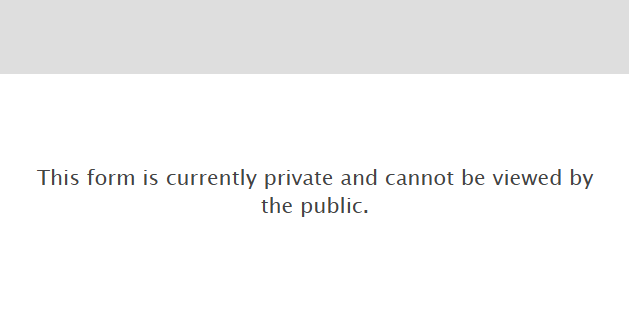 This form is currently private and cannot be viewed by
the public.